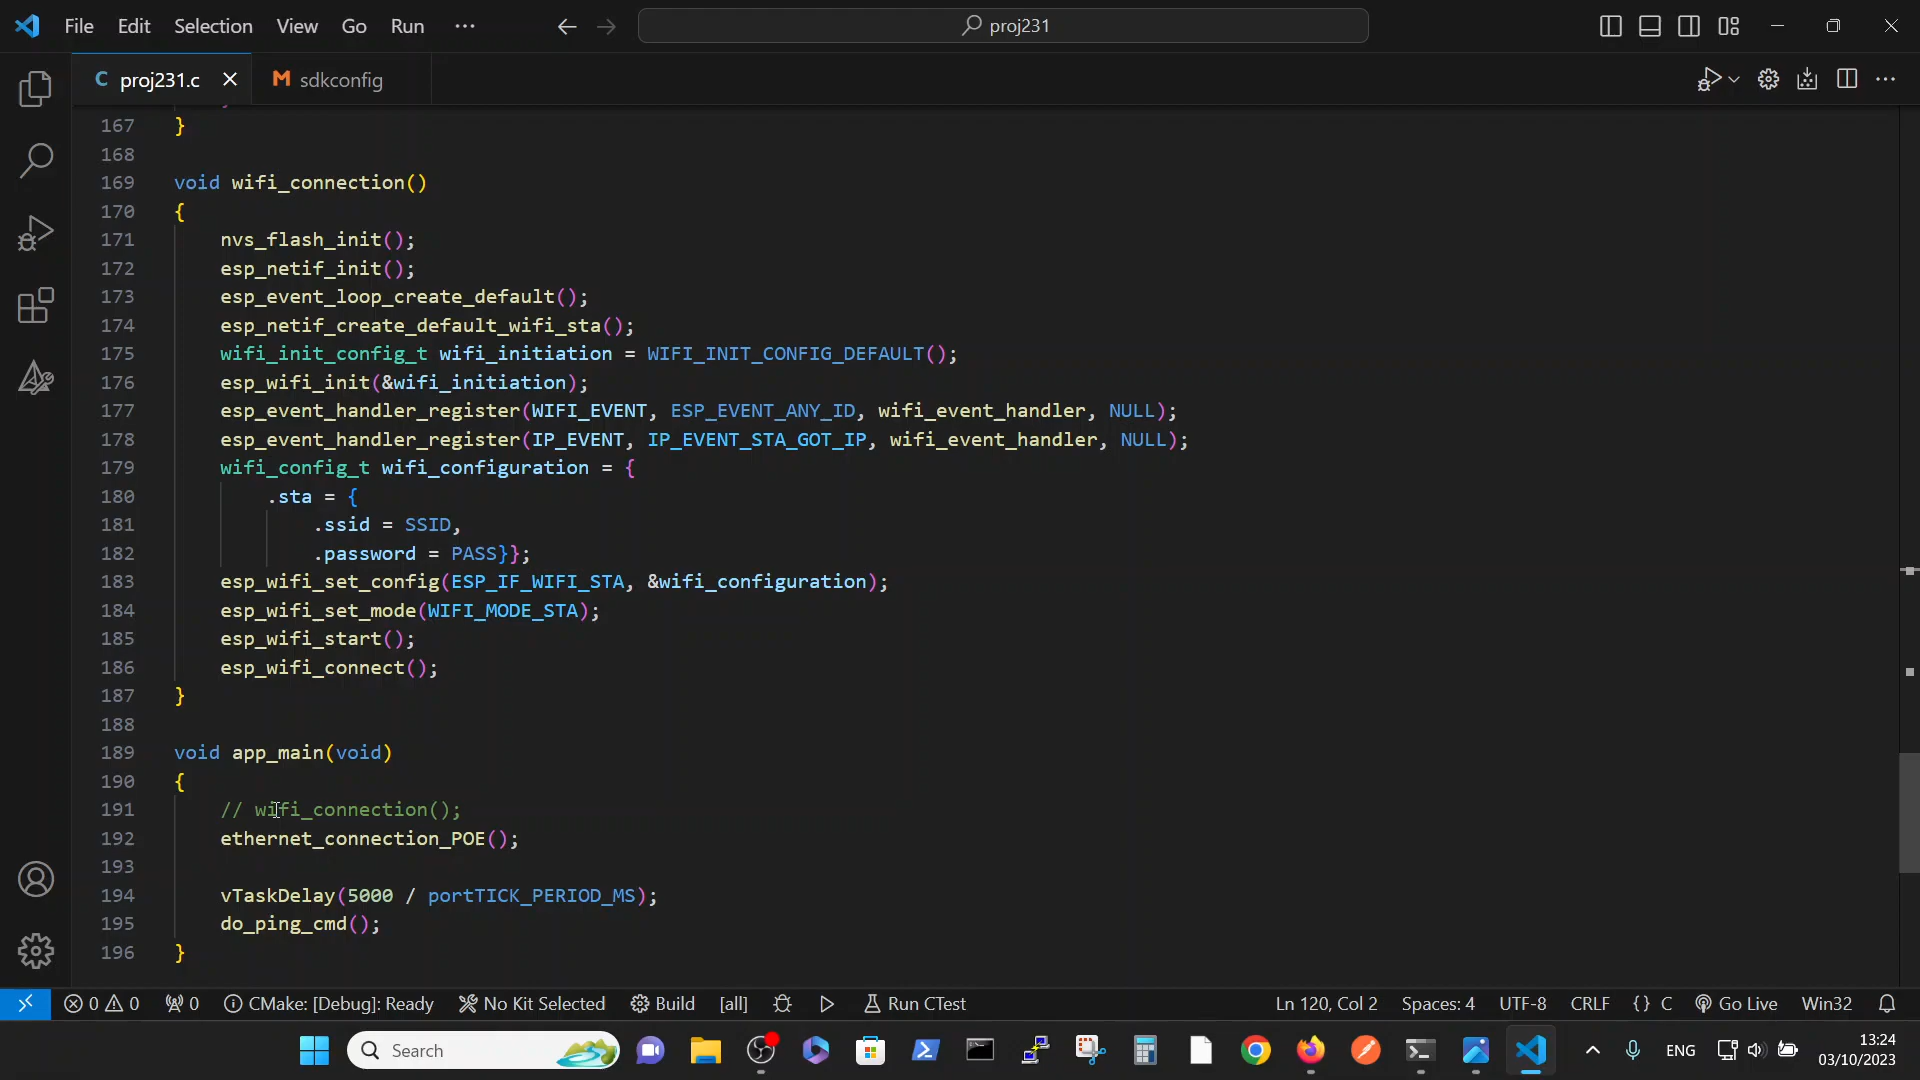 File Edit Selection View Go Run ··· proj231
C proj231.c sdkconfig
167 }
168
169 void wifi_connection()
170 {
171 nvs_flash_init();
172 esp_netif_init();
173 esp_event_loop_create_default();
174 esp_netif_create_default_wifi_sta();
175 wifi_init_config_t wifi_initiation = WIFI_INIT_CONFIG_DEFAULT();
176 esp_wifi_init(&wifi_initiation);
177 esp_event_handler_register(WIFI_EVENT, ESP_EVENT_ANY_ID, wifi_event_handler, NULL);
178 esp_event_handler_register(IP_EVENT, IP_EVENT_STA_GOT_IP, wifi_event_handler, NULL);
179 wifi_config_t wifi_configuration = {
180 .sta = {
181 .ssid = SSID,
182 .password = PASS}};
183 esp_wifi_set_config(ESP_IF_WIFI_STA, &wifi_configuration);
184 esp_wifi_set_mode(WIFI_MODE_STA);
185 esp_wifi_start();
186 esp_wifi_connect();
187 }
188
189 void app_main(void)
190 {
191 // wifi_connection();
192 ethernet_connection_POE();
193
194 vTaskDelay(5000 / portTICK_PERIOD_MS);
195 do_ping_cmd();
196 }
0 0 0 CMake: [Debug]: Ready No Kit Selected Build [all] Run CTest Ln 120, Col 2 Spaces: 4 UTF-8 CRLF {} C Go Live Win32
Search ENG 13:24
03/10/2023